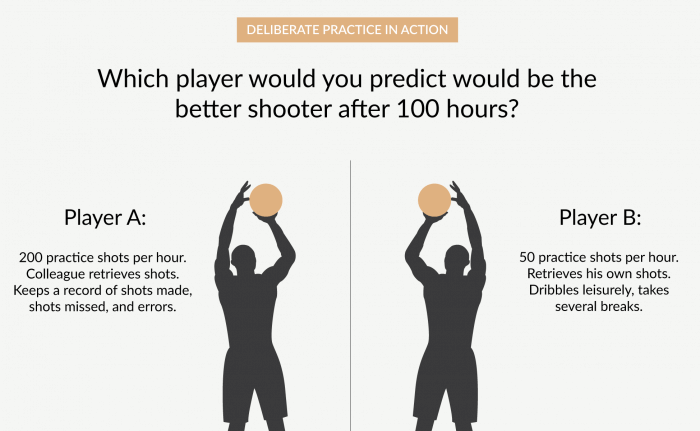 DELIBERATE PRACTICE IN ACTION
Which player would you predict would be the
better shooter after 100 hours?
Player A:
200 practice shots per hour.
Colleague retrieves shots.
Keeps a record of shots made,
shots missed, and errors.
Player B:
50 practice shots per hour.
Retrieves his own shots.
Dribbles leisurely, takes
several breaks.